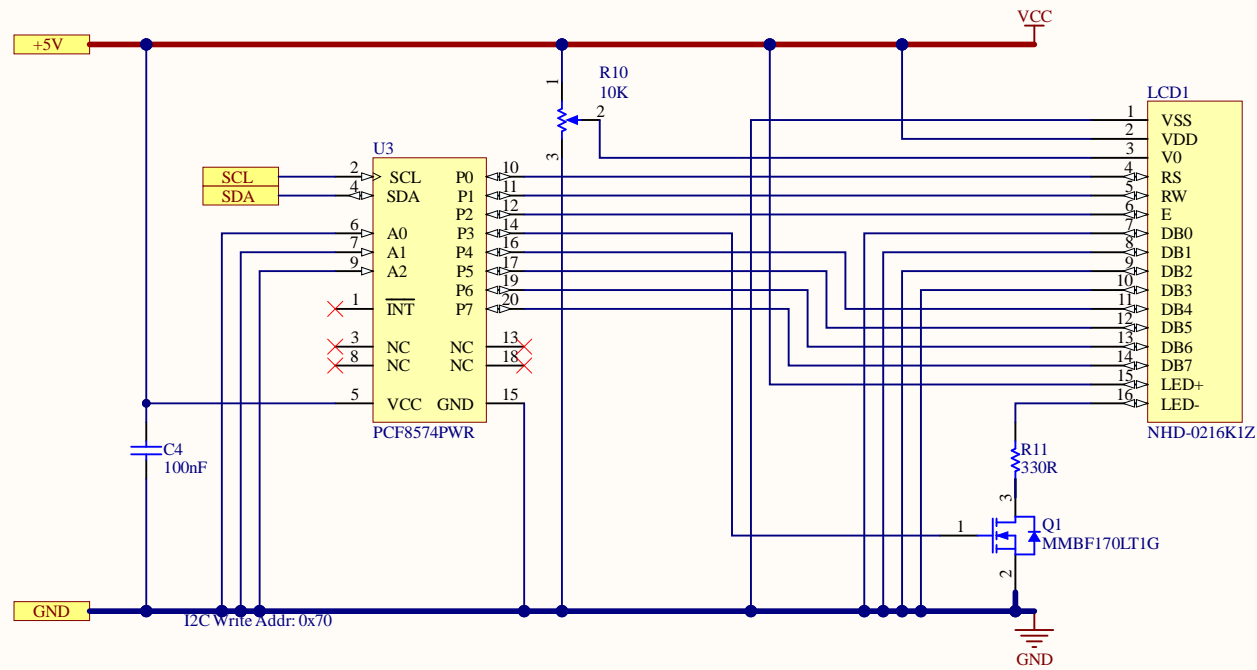 VCC
+5V
R10
10K
1
2
3
LCD1
1 VSS
2 VDD
3 V0
4 RS
5 RW
6 E
7 DB0
8 DB1
9 DB2
10 DB3
11 DB4
12 DB5
13 DB6
14 DB7
15 LED+
16 LED-
NHD-0216K1Z
U3
SCL 2 SCL P0 10
SDA 4 SDA P1 11
P2 12
6 A0 P3 14
7 A1 P4 16
9 A2 P5 17
P6 19
1 INT P7 20
3 NC NC 13
8 NC NC 18
5 VCC GND 15
PCF8574PWR
C4
100nF
R11
330R
3
1
Q1
MMBF170LT1G
2
GND
I2C Write Addr: 0x70
GND